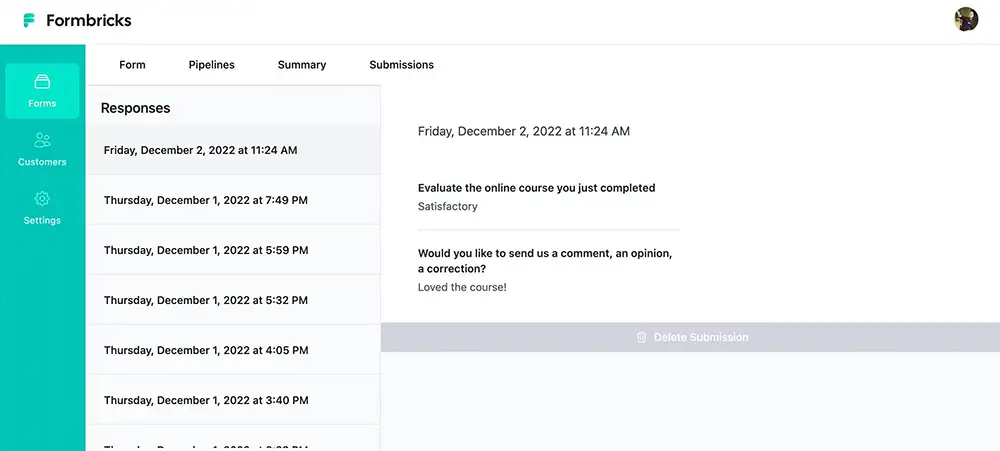 Formbricks
Form Pipelines Summary Submissions
Forms
Customers
Settings
Responses
Friday, December 2, 2022 at 11:24 AM
Thursday, December 1, 2022 at 7:49 PM
Thursday, December 1, 2022 at 5:59 PM
Thursday, December 1, 2022 at 5:32 PM
Thursday, December 1, 2022 at 4:05 PM
Thursday, December 1, 2022 at 3:40 PM
Friday, December 2, 2022 at 11:24 AM
Evaluate the online course you just completed
Satisfactory
Would you like to send us a comment, an opinion,
a correction?
Loved the course!
Delete Submission